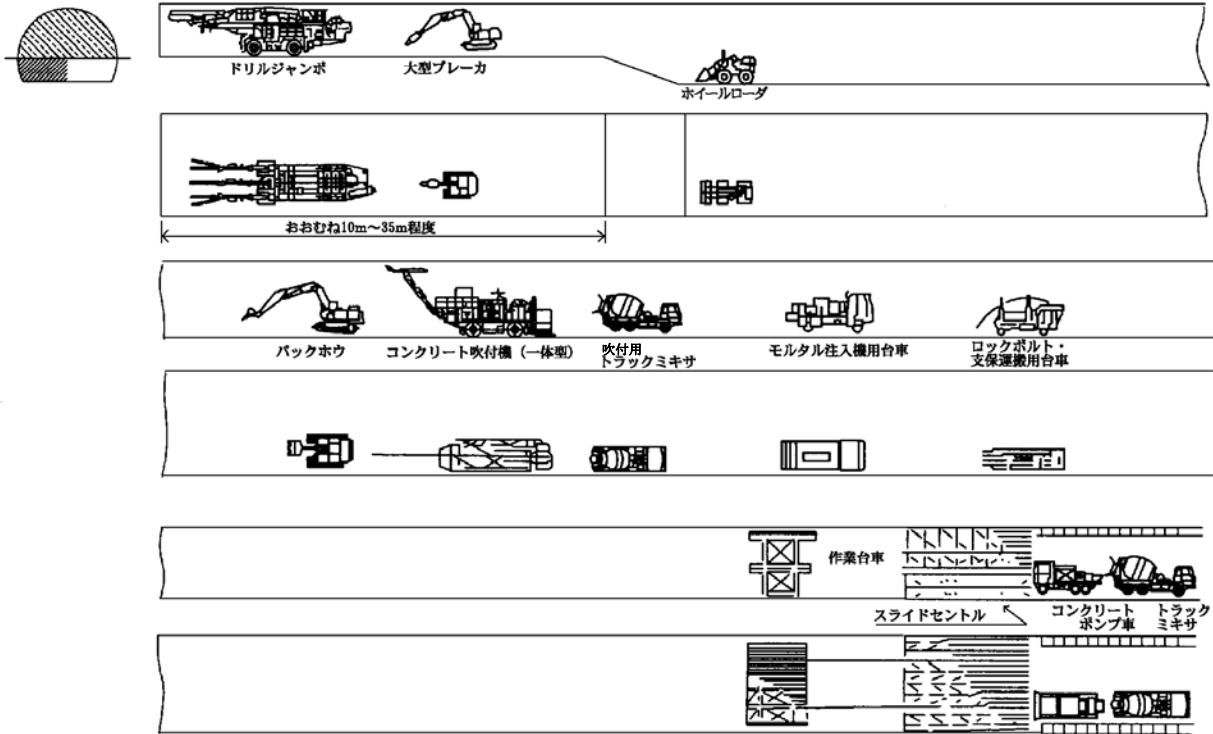 ドリルジャンボ
大型ブレーカ
ホイールローダ
おおむね10m～35m程度
バックホウ
コンクリート吹付機（一体型）
吹付用
トラックミキサ
モルタル注入機用台車
ロックボルト・
支保運搬用台車
作業台車
スライドセントル
コンクリート
ポンプ車
トラック
ミキサ